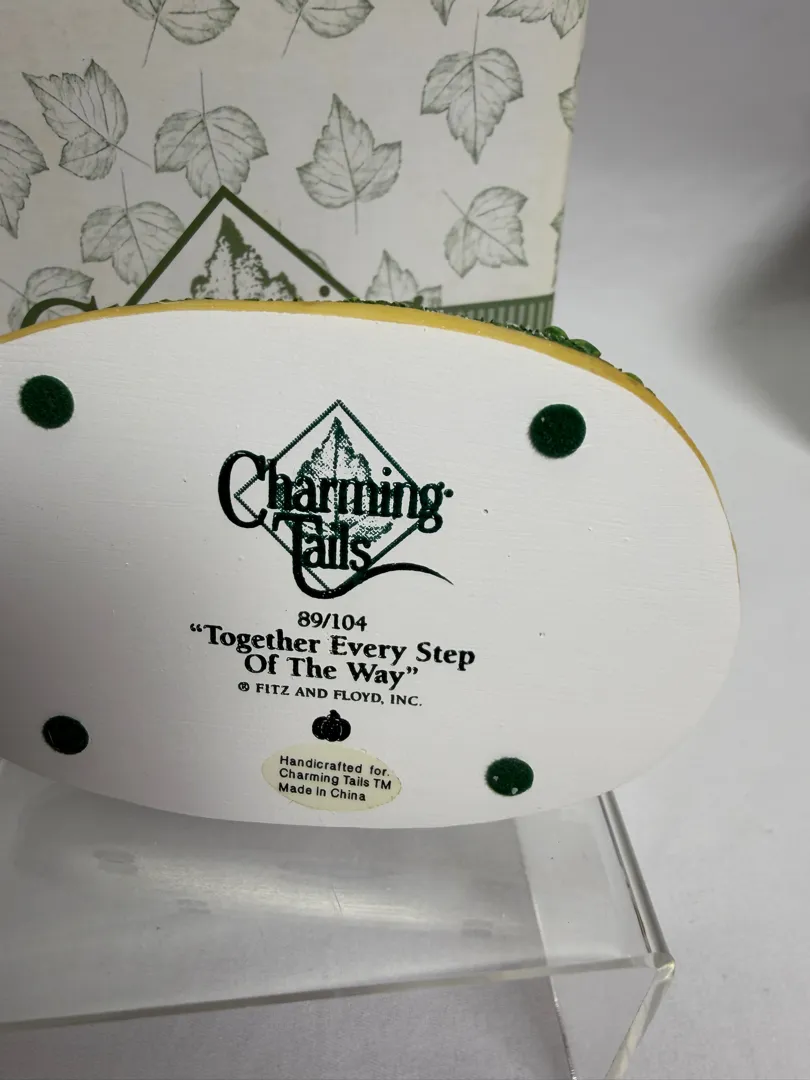 Charming
Tails
89/104
“Together Every Step
Of The Way”
® FITZ AND FLOYD, INC.
Handicrafted for.
Charming Tails TM
Made In China